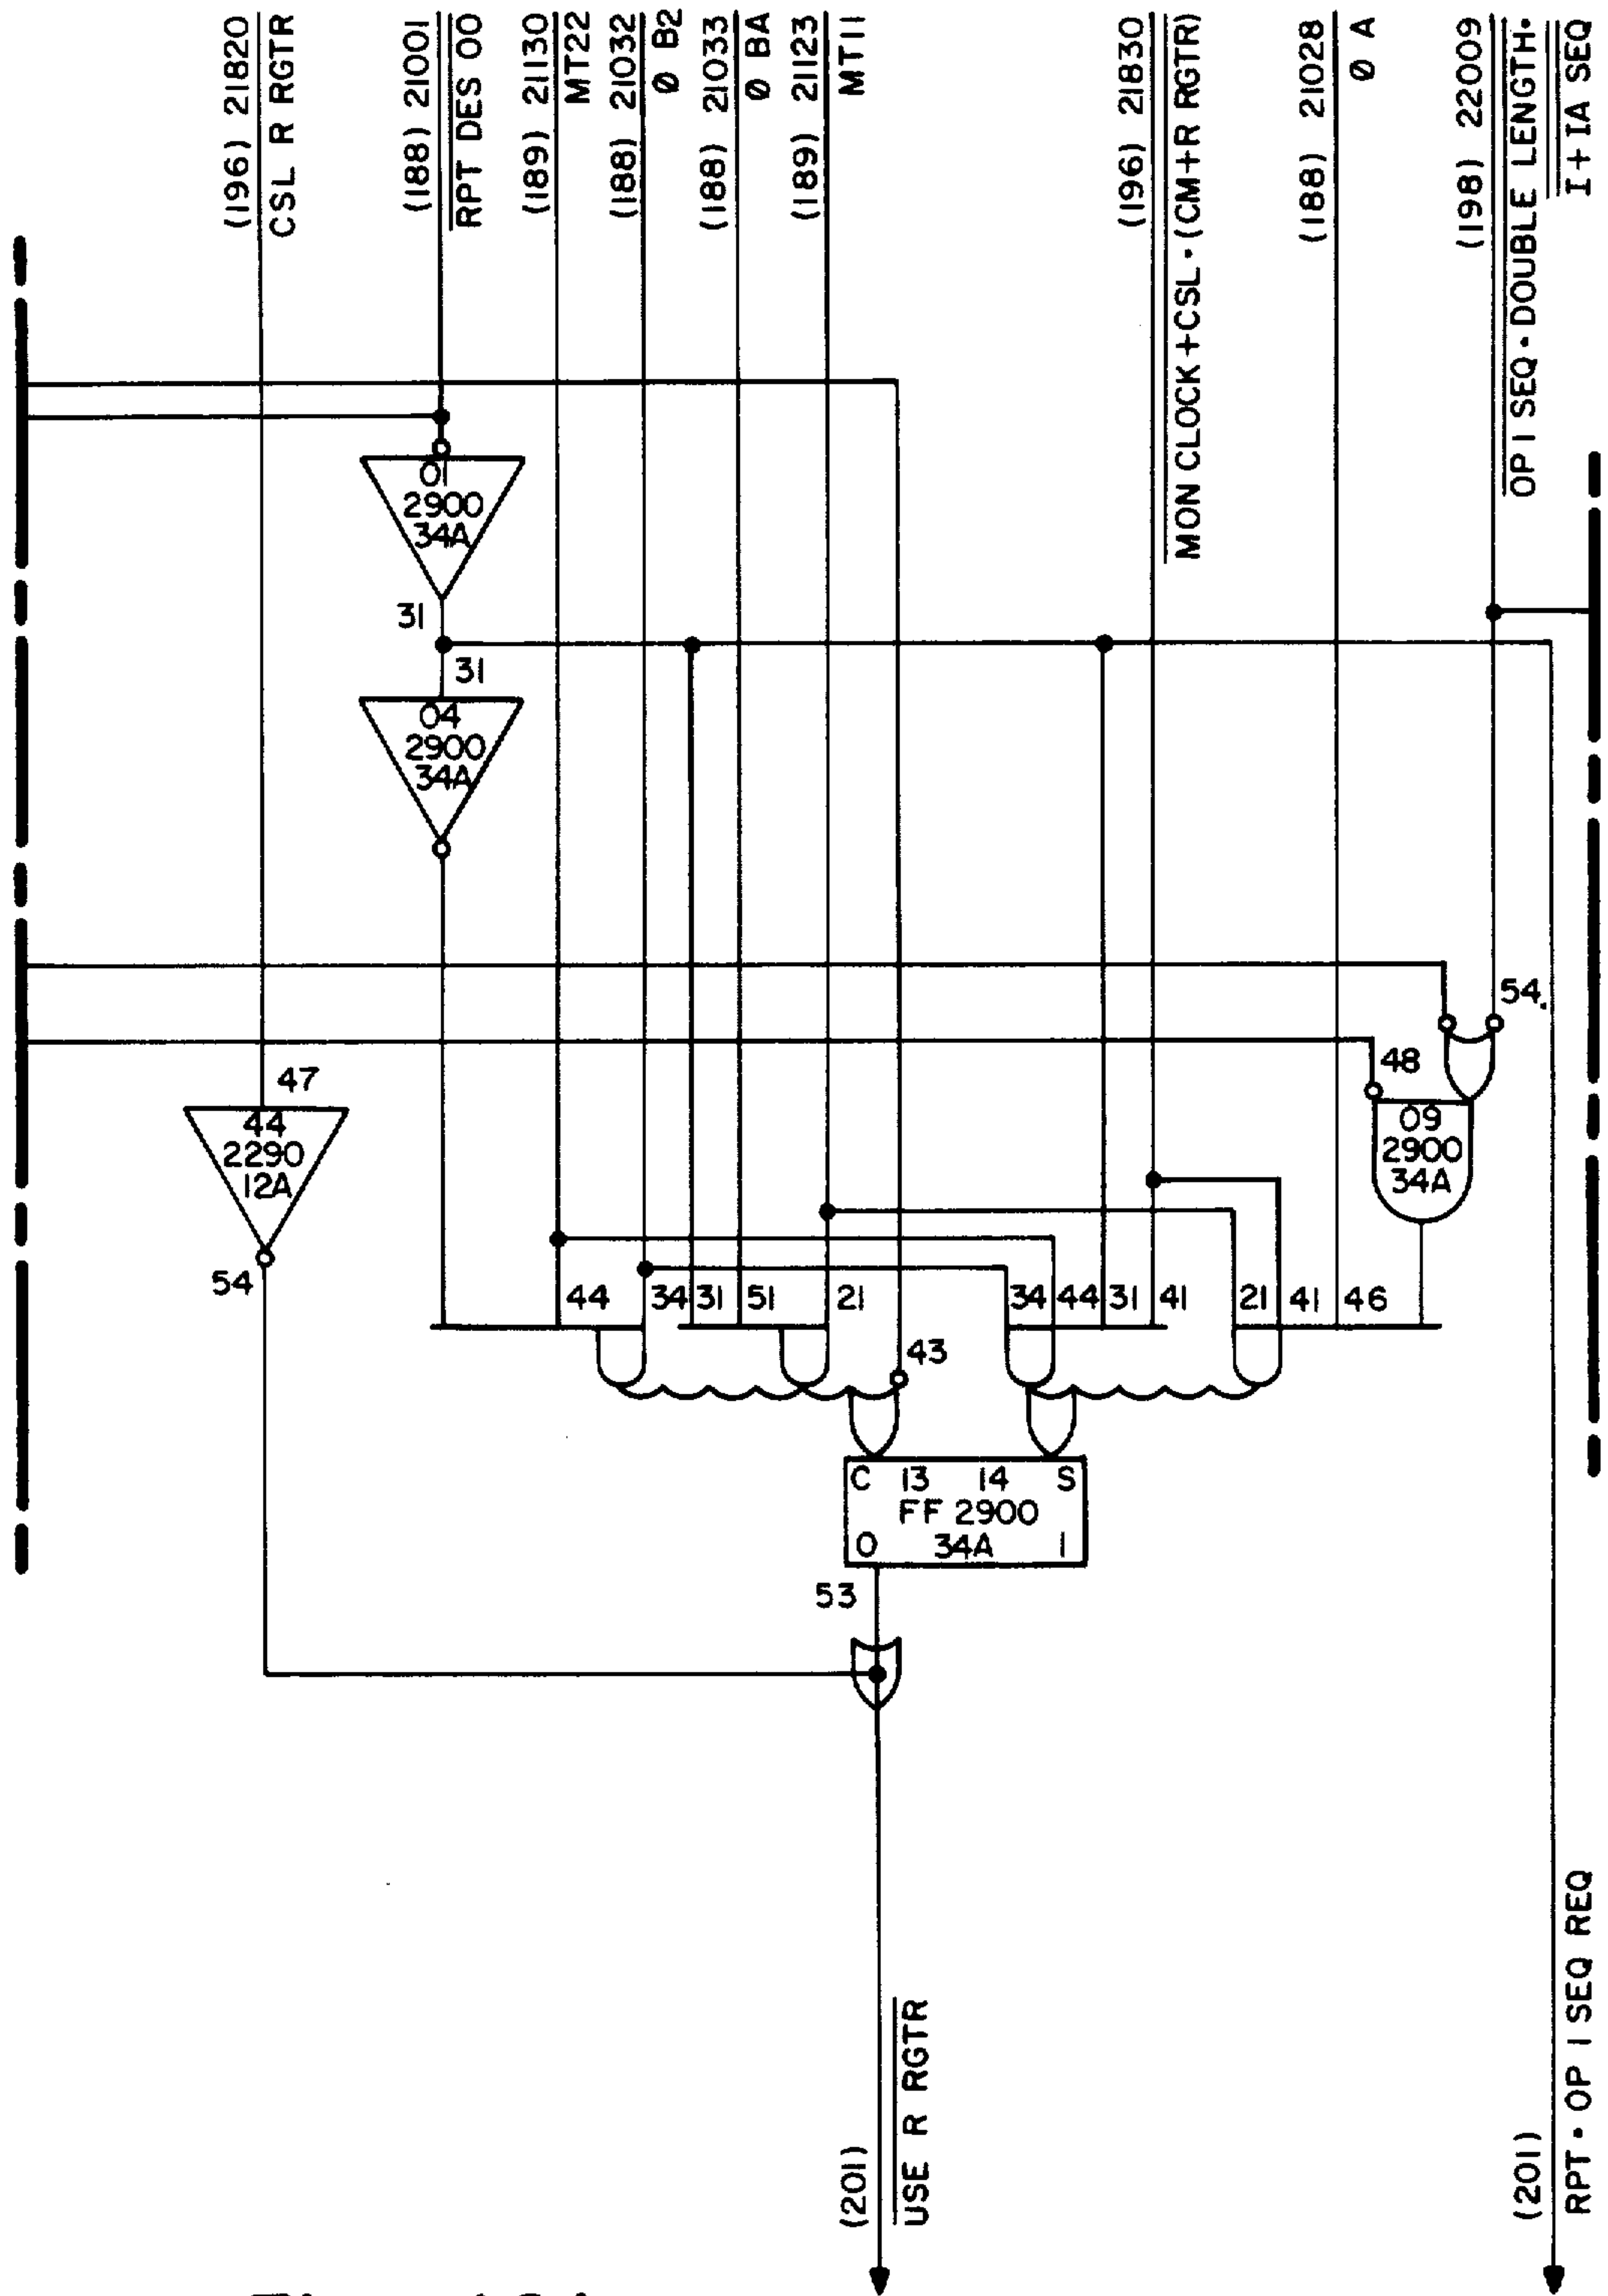 (196) 21820
CSL R RGTR
(188) 21001
RPT DES 00
(189) 21130
MT22
(188) 21032
Ø B2
(188) 21033
Ø BA
(189) 21123
MT11
(196) 21830
MON CLOCK+CSL·(CM+R RGTR)
(188) 21028
Ø A
(198) 22009
OP I SEQ·DOUBLE LENGTH·
I+IA SEQ
01
2900
34A
31
31
04
2900
34A
54
48
09
2900
34A
47
44
2290
12A
54
44
34
31
51
21
34
44
31
41
21
41
46
43
C 13 14 S
FF 2900
0 34A 1
53
(201)
USE R RGTR
(201)
RPT·OP I SEQ REQ